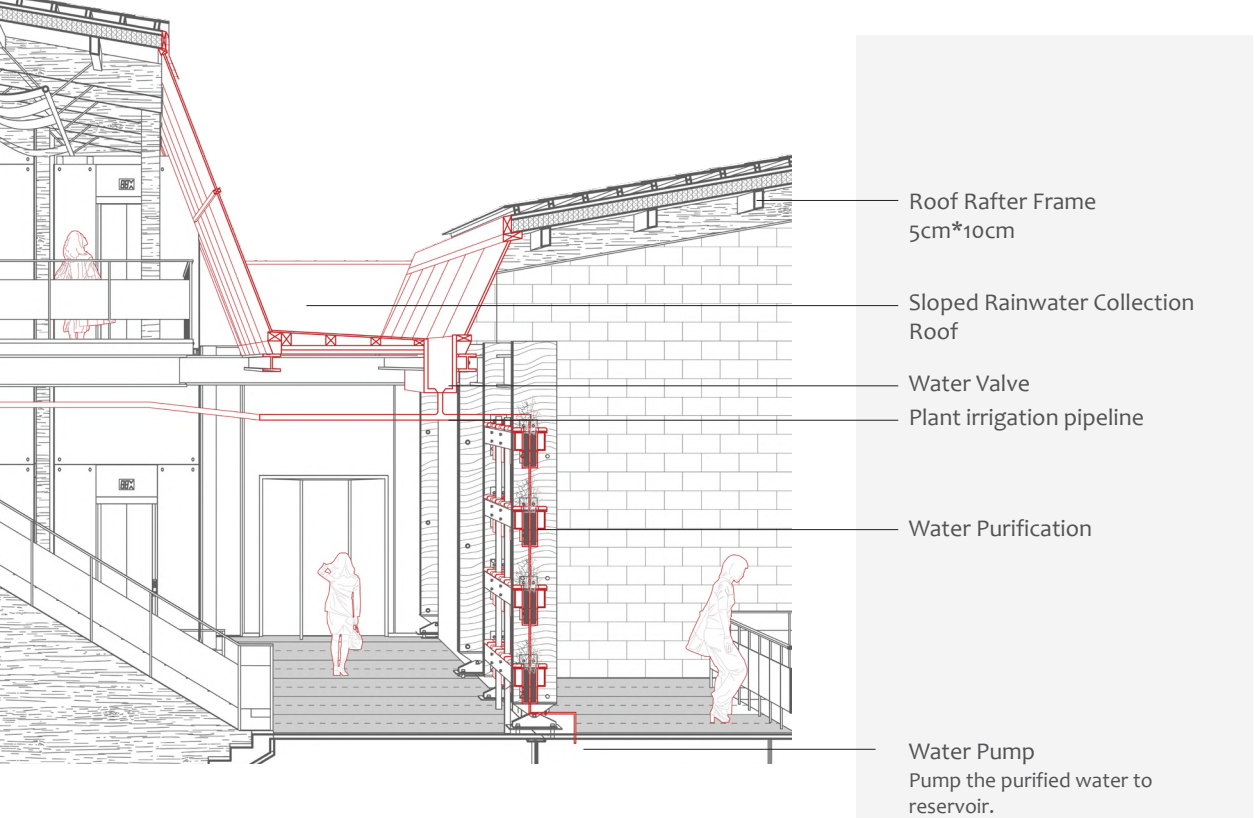 Roof Rafter Frame
5cm*10cm
Sloped Rainwater Collection
Roof
Water Valve
Plant irrigation pipeline
Water Purification
Water Pump
Pump the purified water to
reservoir.